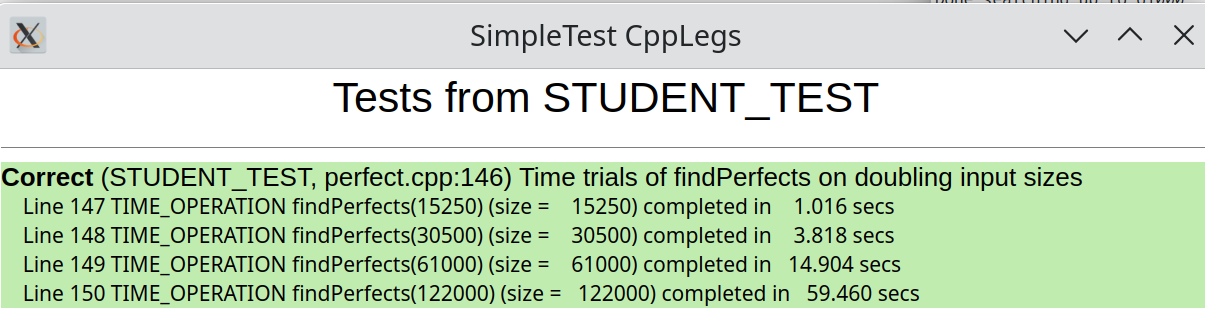 SimpleTest CppLegs
Tests from STUDENT_TEST
Correct (STUDENT_TEST, perfect.cpp:146) Time trials of findPerfects on doubling input sizes
Line 147 TIME_OPERATION findPerfects(15250) (size =    15250) completed in    1.016 secs
Line 148 TIME_OPERATION findPerfects(30500) (size =    30500) completed in    3.818 secs
Line 149 TIME_OPERATION findPerfects(61000) (size =    61000) completed in   14.904 secs
Line 150 TIME_OPERATION findPerfects(122000) (size =   122000) completed in   59.460 secs